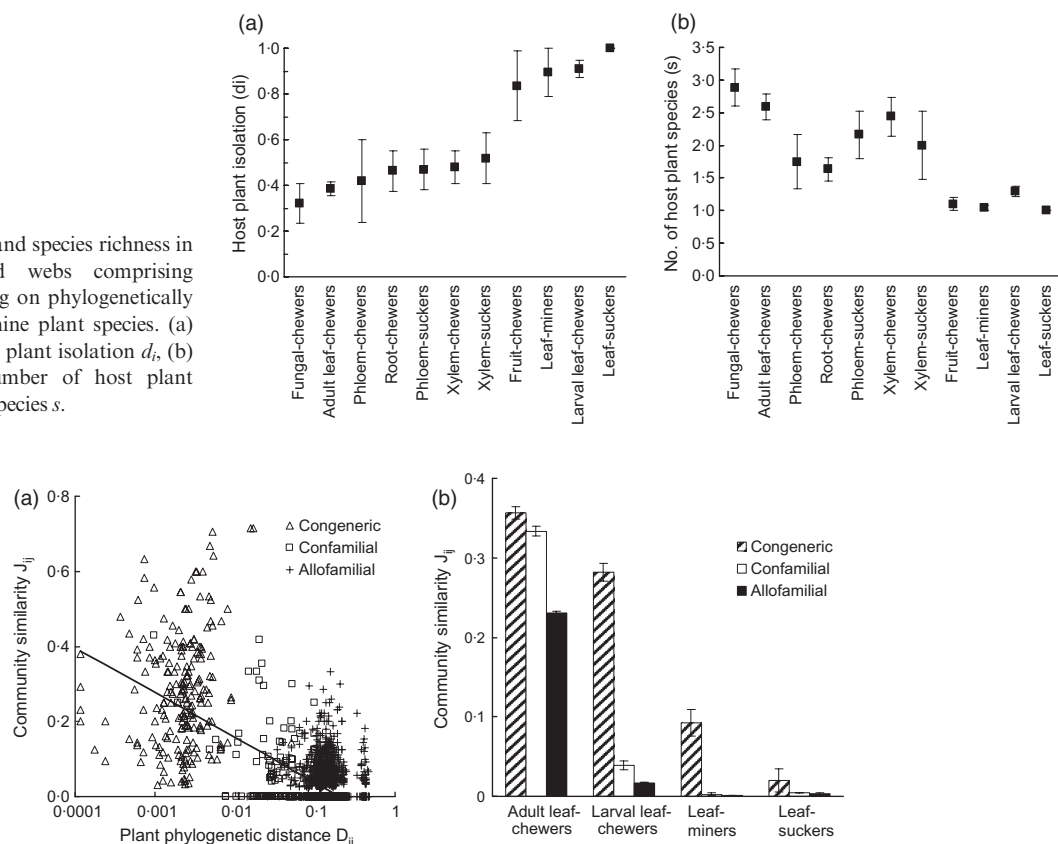 and species richness in
d webs comprising
g on phylogenetically
nine plant species. (a)
plant isolation di, (b)
umber of host plant
species s.
(a)
Host plant isolation (di)
1·0
0·8
0·6
0·4
0·2
0·0
Fungal-chewers
Adult leaf-chewers
Phloem-chewers
Root-chewers
Phloem-suckers
Xylem-chewers
Xylem-suckers
Fruit-chewers
Leaf-miners
Larval leaf-chewers
Leaf-suckers
(b)
No. of host plant species (s)
3·5
3·0
2·5
2·0
1·5
1·0
0·5
0·0
Fungal-chewers
Adult leaf-chewers
Phloem-chewers
Root-chewers
Phloem-suckers
Xylem-chewers
Xylem-suckers
Fruit-chewers
Leaf-miners
Larval leaf-chewers
Leaf-suckers
(a)
Community similarity Jij
0·8
0·6
0·4
0·2
0·0
Congeneric
Confamilial
Allofamilial
0·0001
0·001
0·01
0·1
1
Plant phylogenetic distance Dij
(b)
Community similarity Jij
0·4
0·3
0·2
0·1
0
Congeneric
Confamilial
Allofamilial
Adult leaf-
chewers
Larval leaf-
chewers
Leaf-
miners
Leaf-
suckers